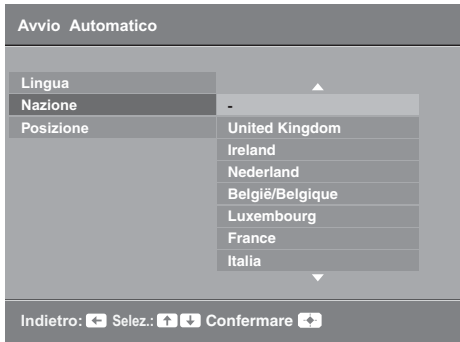 Avvio Automatico
Lingua
Nazione
-
Posizione
United Kingdom
Ireland
Nederland
België/Belgique
Luxembourg
France
Italia
Indietro: Selez.: Confermare